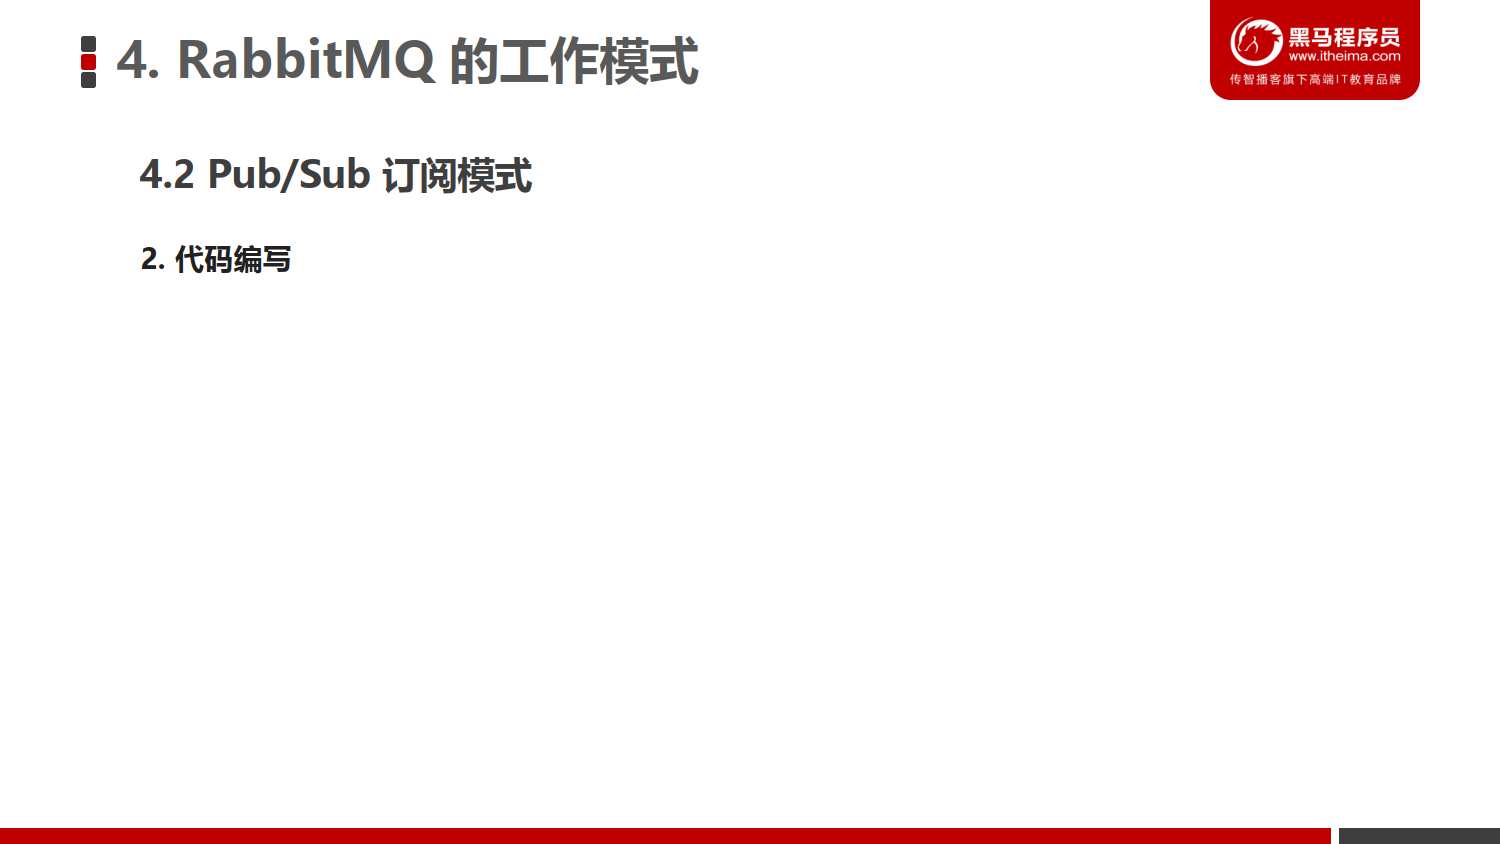 4. RabbitMQ 的工作模式
黑马程序员
www.itheima.com
传智播客旗下高端IT教育品牌
4.2 Pub/Sub 订阅模式
2. 代码编写